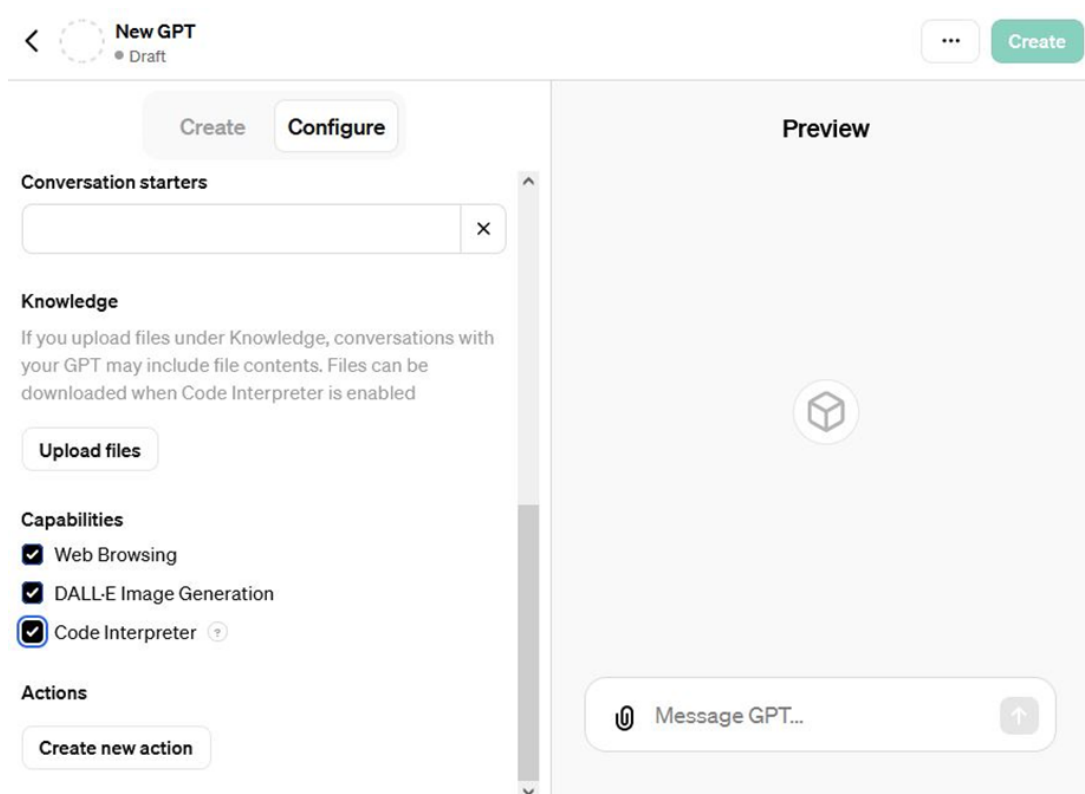 New GPT
Draft
...
Create
Create
Configure
Preview
Conversation starters
Knowledge
If you upload files under Knowledge, conversations with
your GPT may include file contents. Files can be
downloaded when Code Interpreter is enabled
Upload files
Capabilities
Web Browsing
DALL·E Image Generation
Code Interpreter ?
Actions
Create new action
Message GPT...